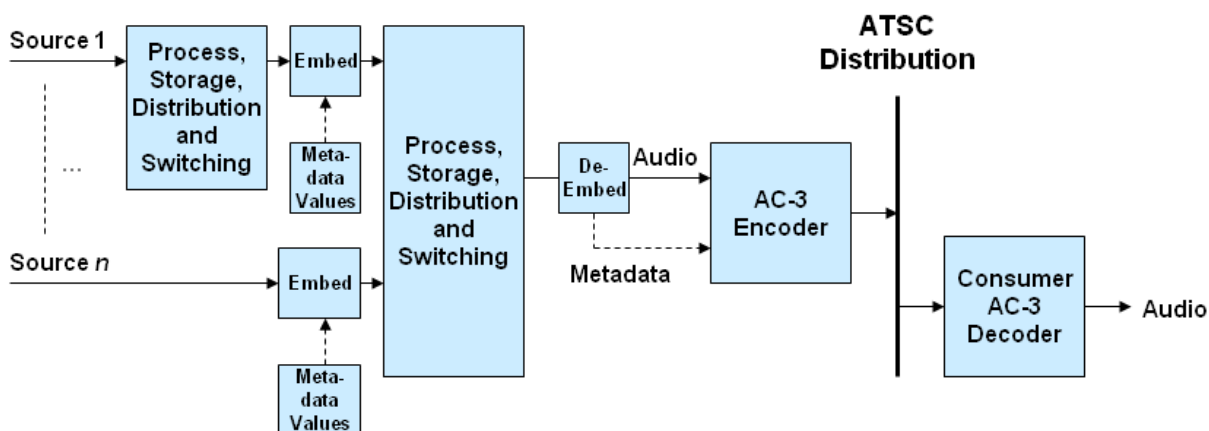 Source 1
...
Process,
Storage,
Distribution
and
Switching
Embed
Meta-
data
Values
Source n
Embed
Meta-
data
Values
Process,
Storage,
Distribution
and
Switching
De-
Embed
Audio
Metadata
AC-3
Encoder
ATSC
Distribution
Consumer
AC-3
Decoder
Audio